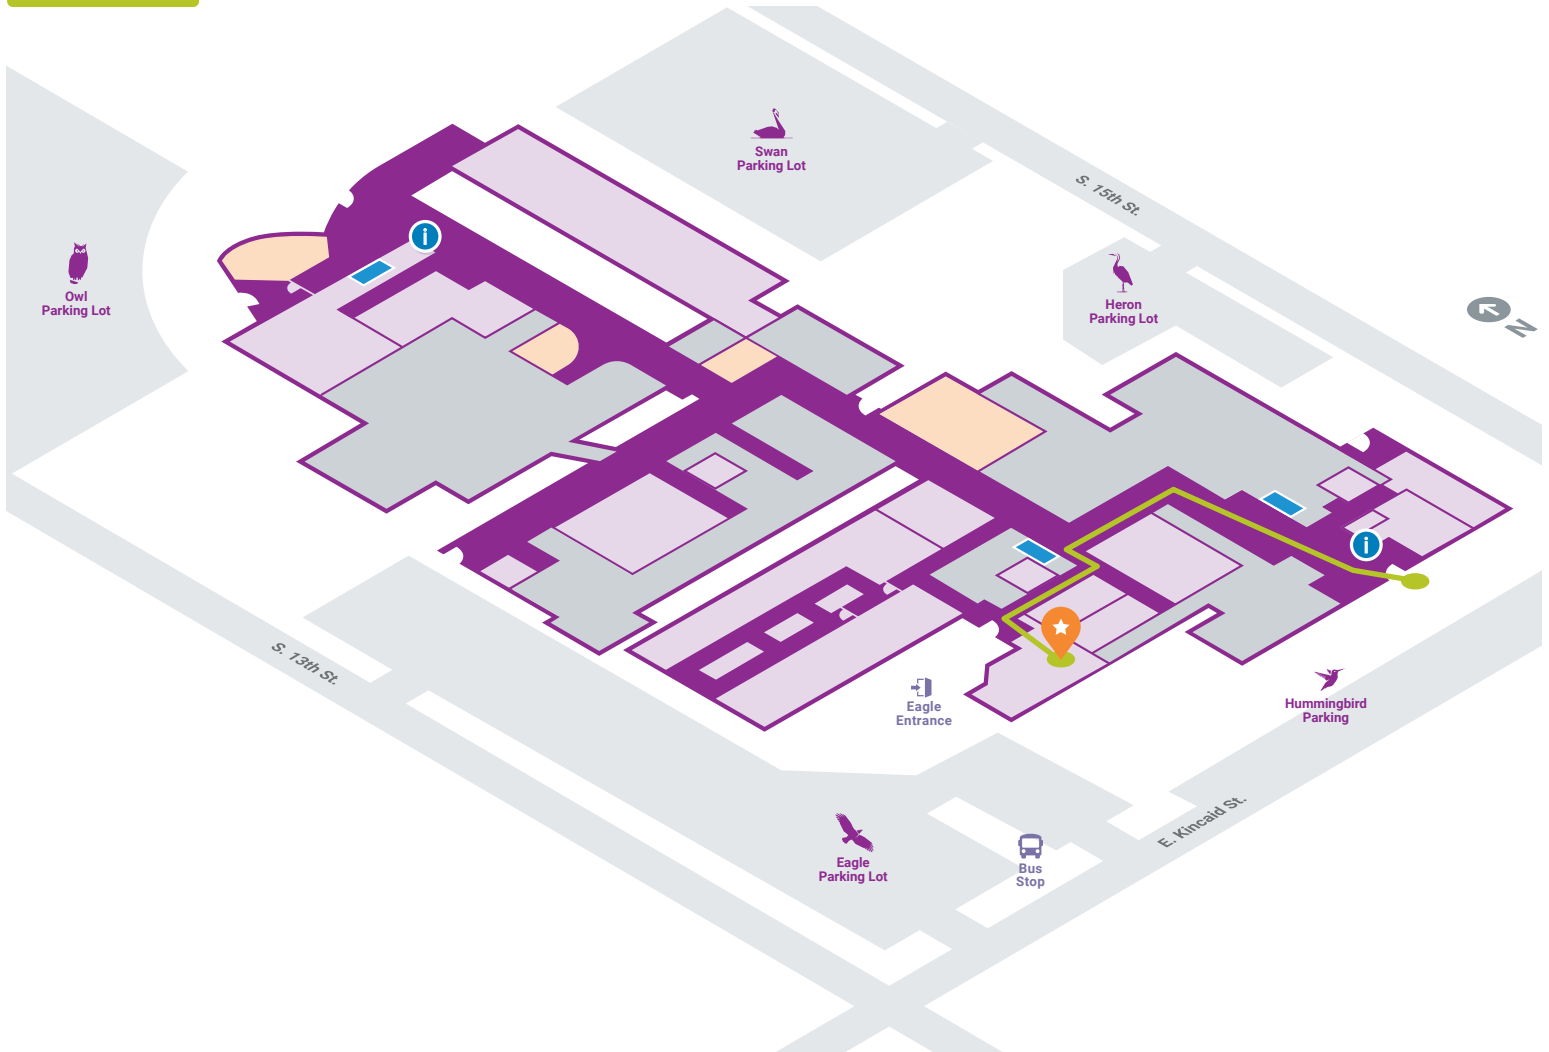 Swan
Parking Lot
S. 15th St.
Owl
Parking Lot
Heron
Parking Lot
N
S. 13th St.
Eagle
Entrance
Hummingbird
Parking
E. Kincaid St.
Eagle
Parking Lot
Bus
Stop
i
i